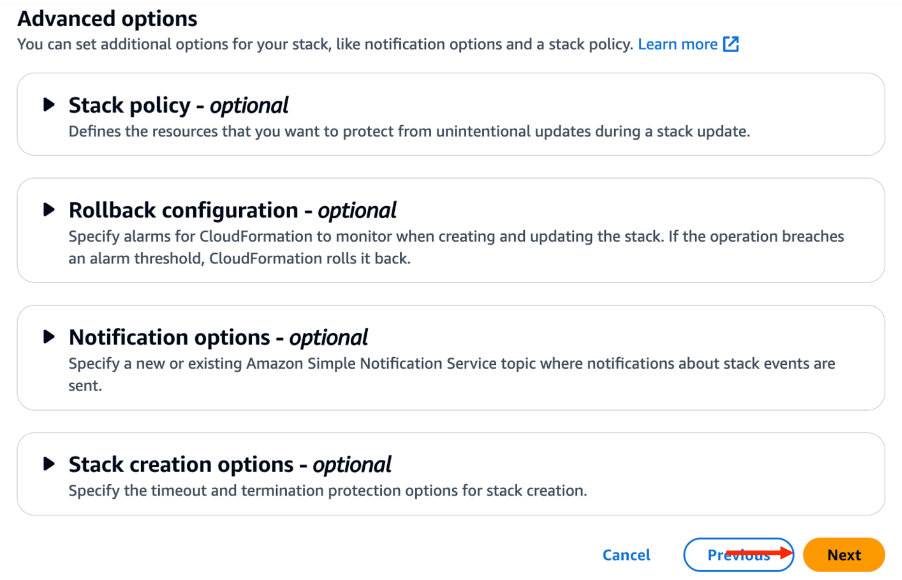 Advanced options
You can set additional options for your stack, like notification options and a stack policy. Learn more
Stack policy - optional
Defines the resources that you want to protect from unintentional updates during a stack update.
Rollback configuration - optional
Specify alarms for CloudFormation to monitor when creating and updating the stack. If the operation breaches
an alarm threshold, CloudFormation rolls it back.
Notification options - optional
Specify a new or existing Amazon Simple Notification Service topic where notifications about stack events are
sent.
Stack creation options - optional
Specify the timeout and termination protection options for stack creation.
Cancel Previous Next